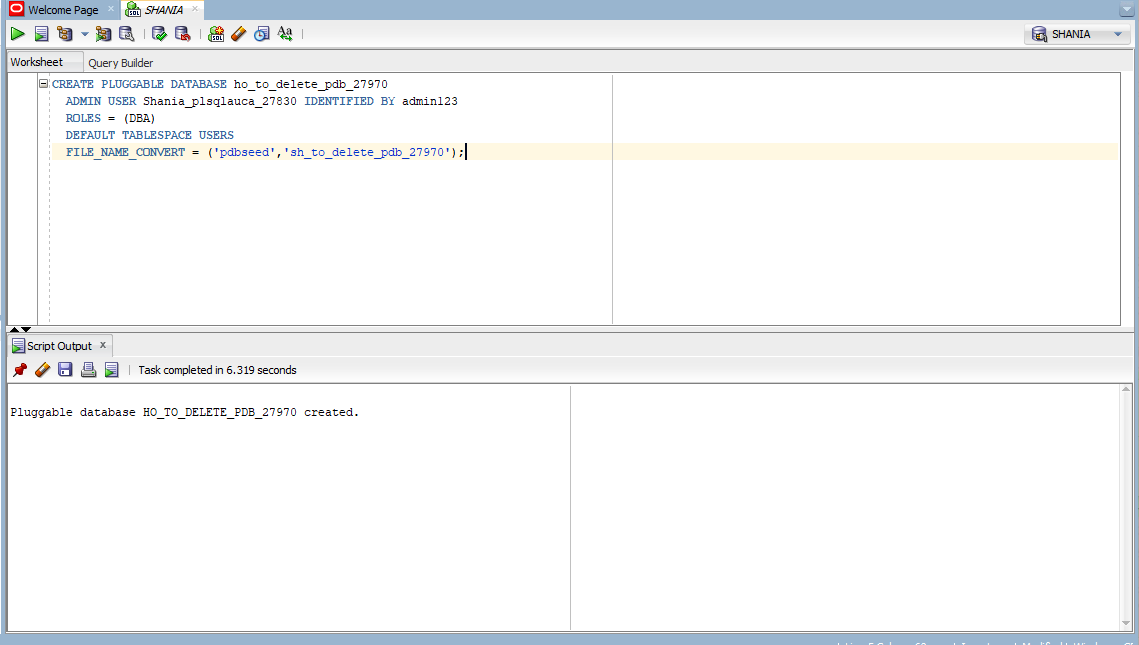 Welcome Page
SHANIA
SHANIA
Worksheet
Query Builder
CREATE PLUGGABLE DATABASE ho_to_delete_pdb_27970
ADMIN USER Shania_plsqlauca_27830 IDENTIFIED BY admin123
ROLES = (DBA)
DEFAULT TABLESPACE USERS
FILE_NAME_CONVERT = ('pdbseed','sh_to_delete_pdb_27970');
Script Output x
Task completed in 6.319 seconds
Pluggable database HO_TO_DELETE_PDB_27970 created.